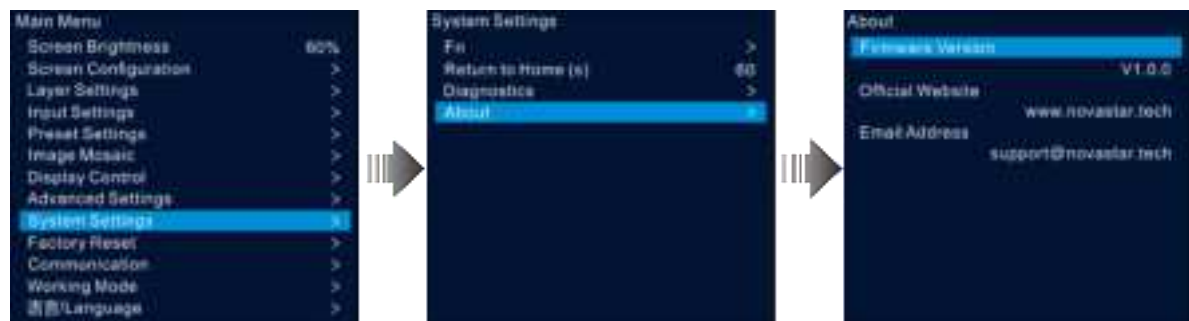 Main Menu
Screen Brightness 60%
Screen Configuration >
Layer Settings >
Input Settings >
Preset Settings >
Image Mosaic >
Display Control >
Advanced Settings >
System Settings >
Factory Reset >
Communication >
Working Mode >
语言/Language >
System Settings
Fn >
Return to Home (s) 60
Diagnostics >
About >
About
Firmware Version
V1.0.0
Official Website
www.novastar.tech
Email Address
support@novastar.tech